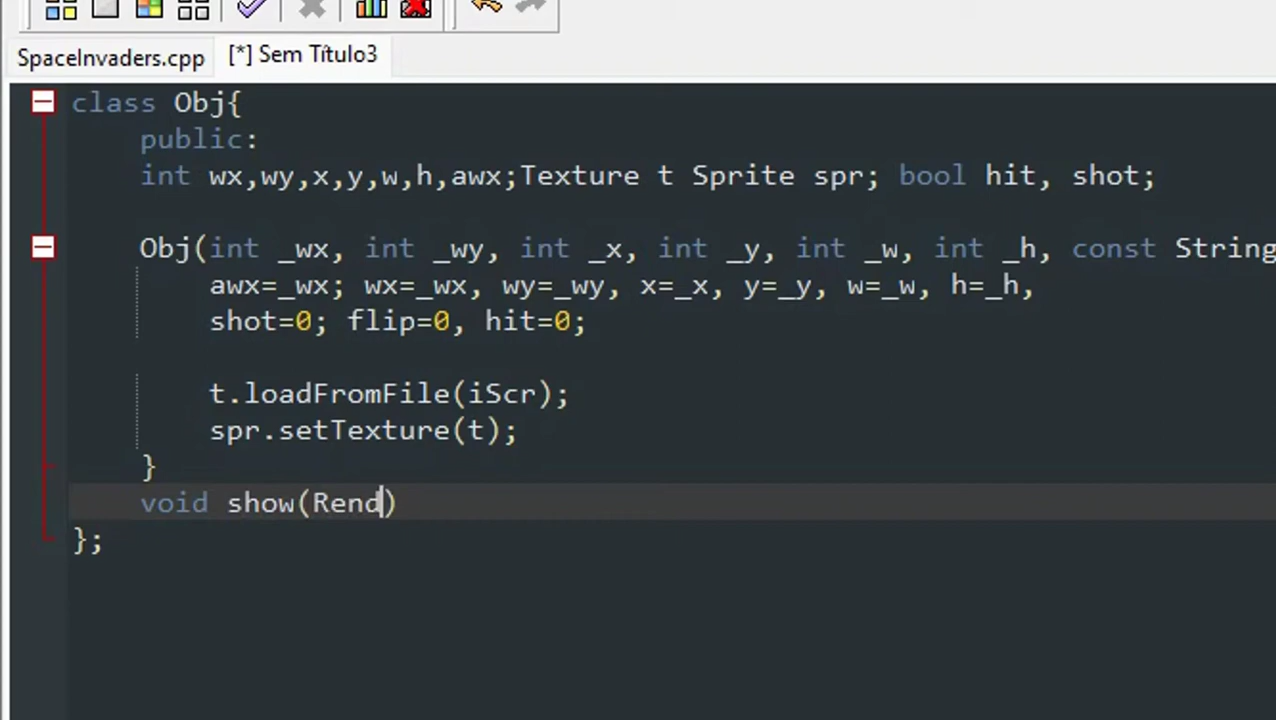 SpaceInvaders.cpp [*] Sem Título3
class Obj{
public:
int wx,wy,x,y,w,h,awx;Texture t Sprite spr; bool hit, shot;
Obj(int _wx, int _wy, int _x, int _y, int _w, int _h, const String
awx=_wx; wx=_wx, wy=_wy, x=_x, y=_y, w=_w, h=_h,
shot=0; flip=0, hit=0;
t.loadFromFile(iScr);
spr.setTexture(t);
}
void show(Rend)
};